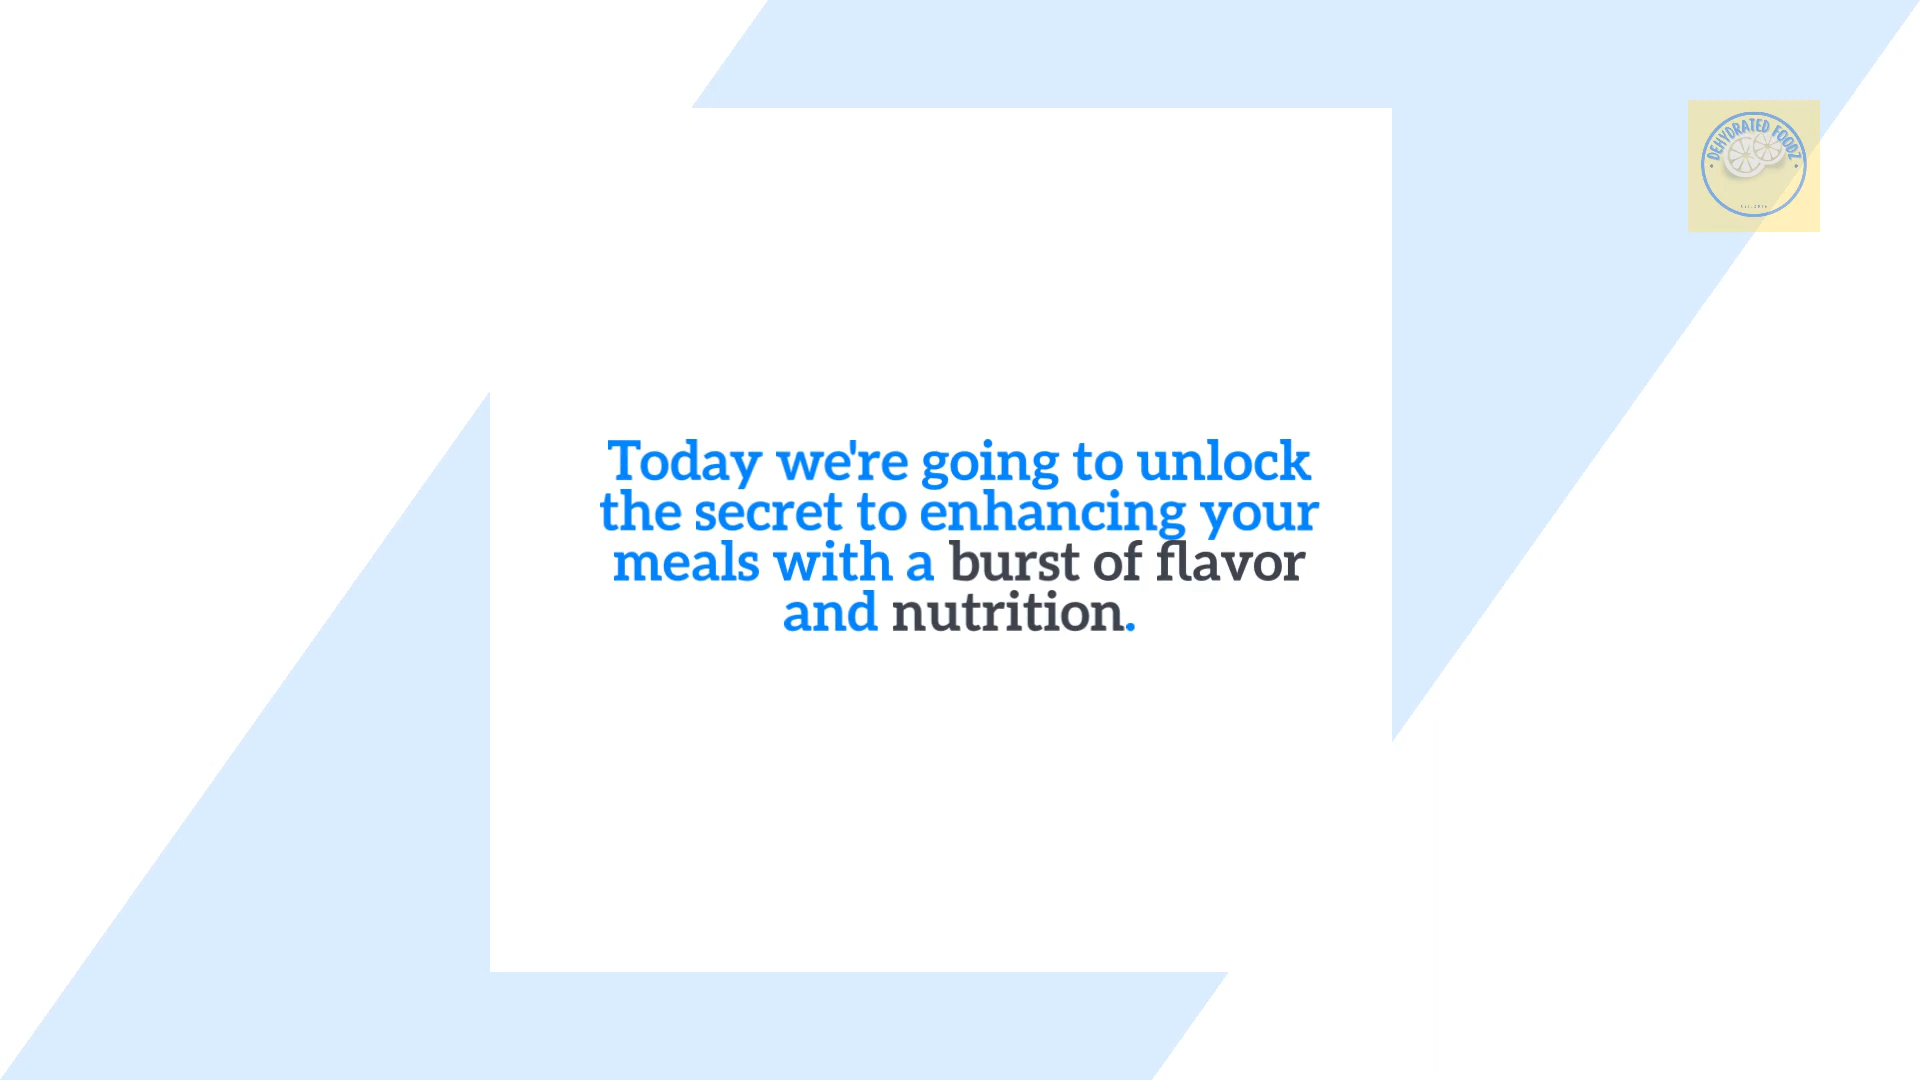 DEHYDRATED FOODZ
Today we're going to unlock
the secret to enhancing your
meals with a burst of flavor
and nutrition.